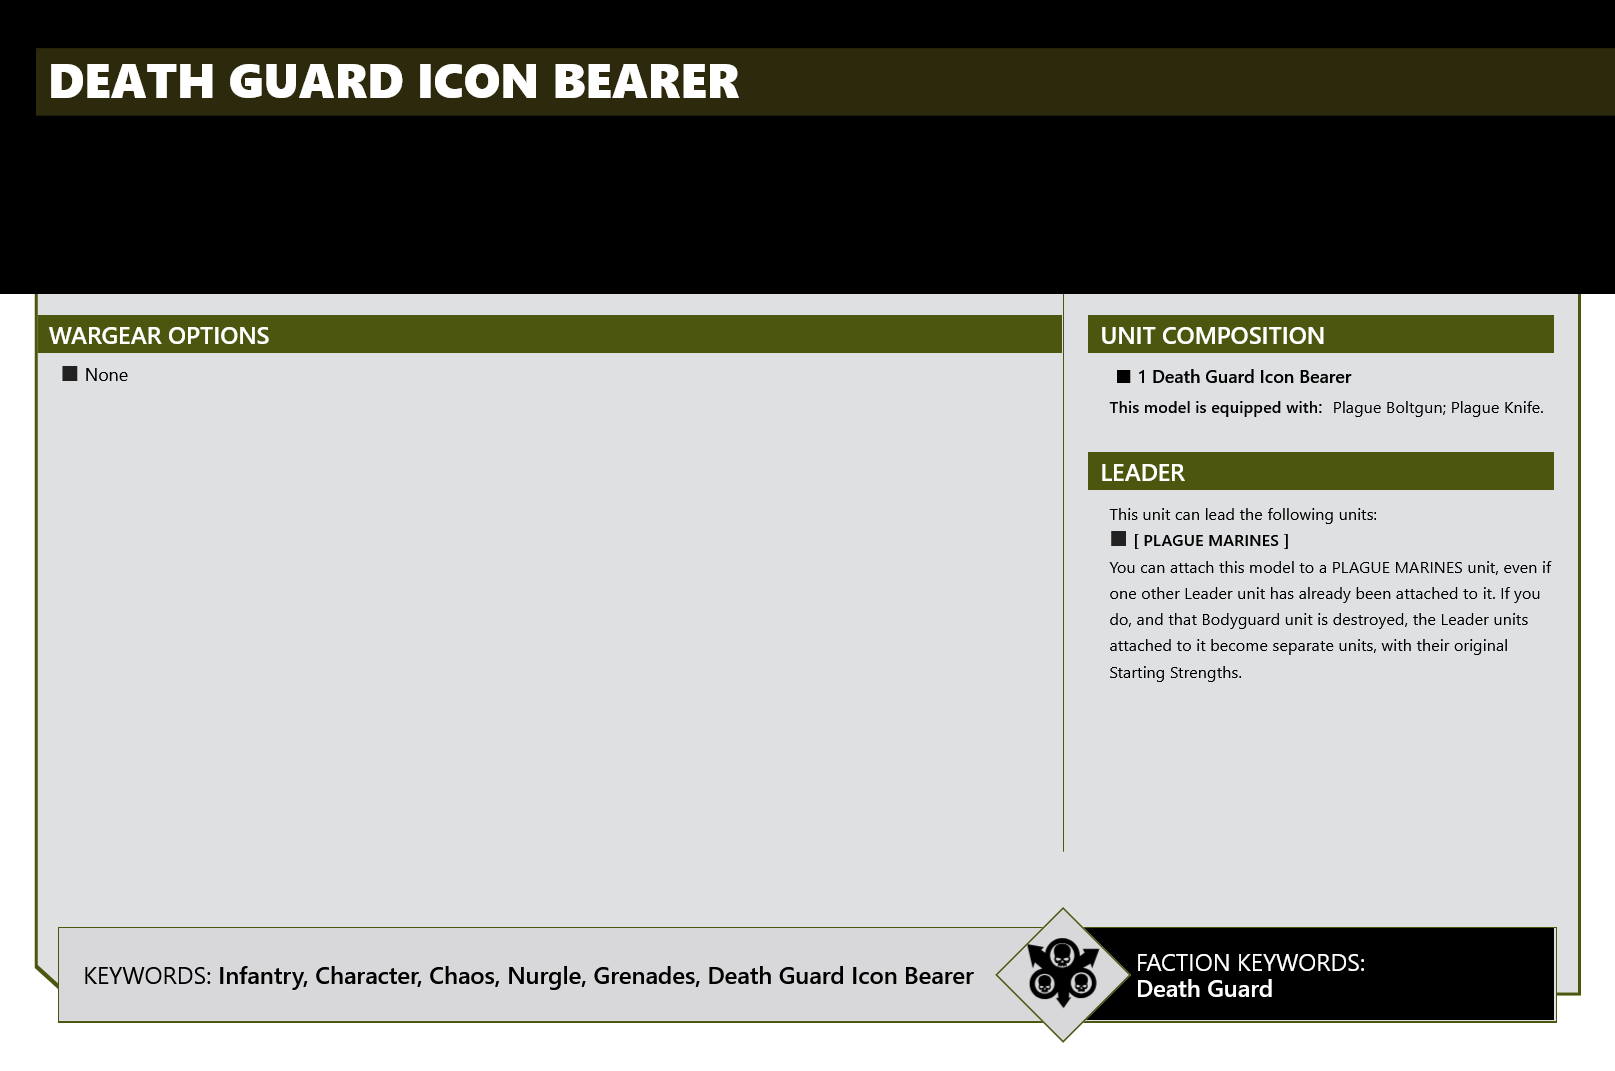 DEATH GUARD ICON BEARER
WARGEAR OPTIONS
■ None
UNIT COMPOSITION
■ 1 Death Guard Icon Bearer
This model is equipped with: Plague Boltgun; Plague Knife.
LEADER
This unit can lead the following units:
■ [ PLAGUE MARINES ]
You can attach this model to a PLAGUE MARINES unit, even if
one other Leader unit has already been attached to it. If you
do, and that Bodyguard unit is destroyed, the Leader units
attached to it become separate units, with their original
Starting Strengths.
KEYWORDS: Infantry, Character, Chaos, Nurgle, Grenades, Death Guard Icon Bearer
FACTION KEYWORDS:
Death Guard